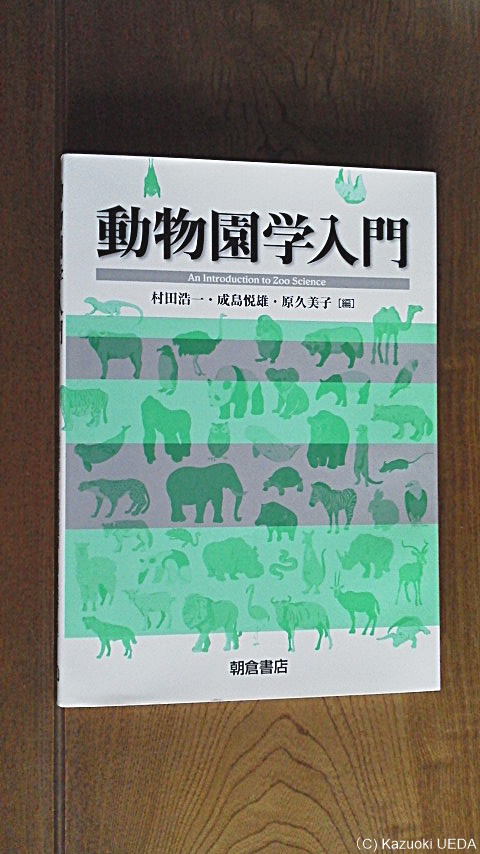 動物園学入門
An Introduction to Zoo Science
村田浩一・成島悦雄・原久美子［編］
朝倉書店
(C) Kazuoki UEDA